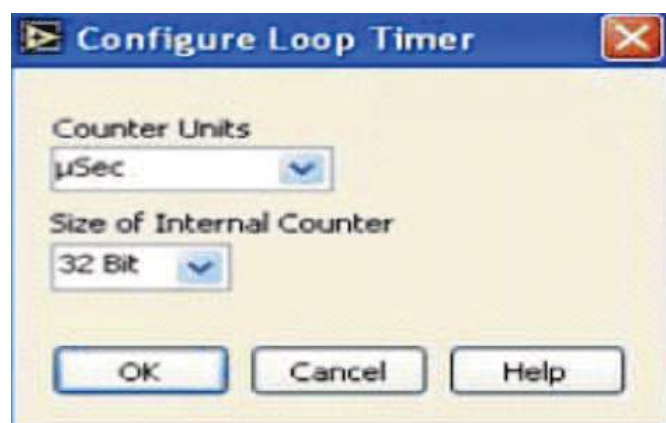 Configure Loop Timer
Counter Units
µSec
Size of Internal Counter
32 Bit
OK Cancel Help